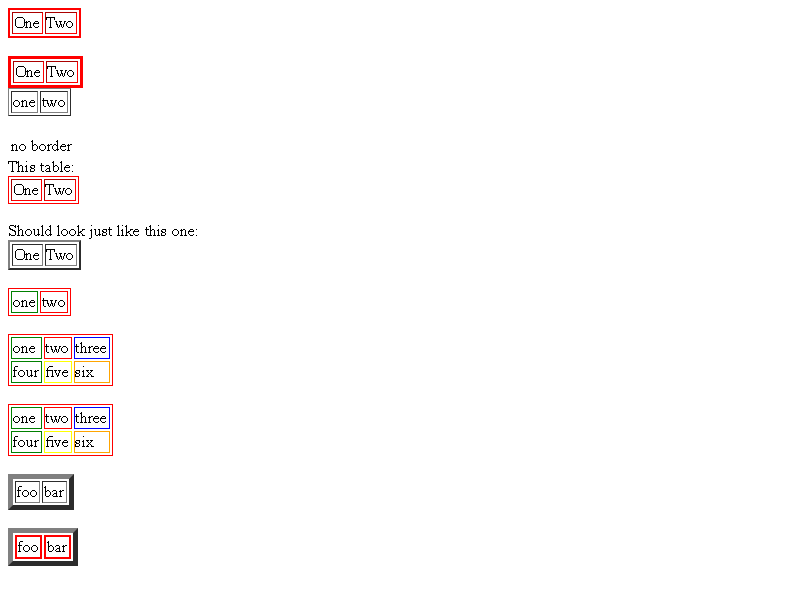 One Two
One Two
one two
no border
This table:
One Two
Should look just like this one:
One Two
one two
one two three
four five six
one two three
four five six
foo bar
foo bar